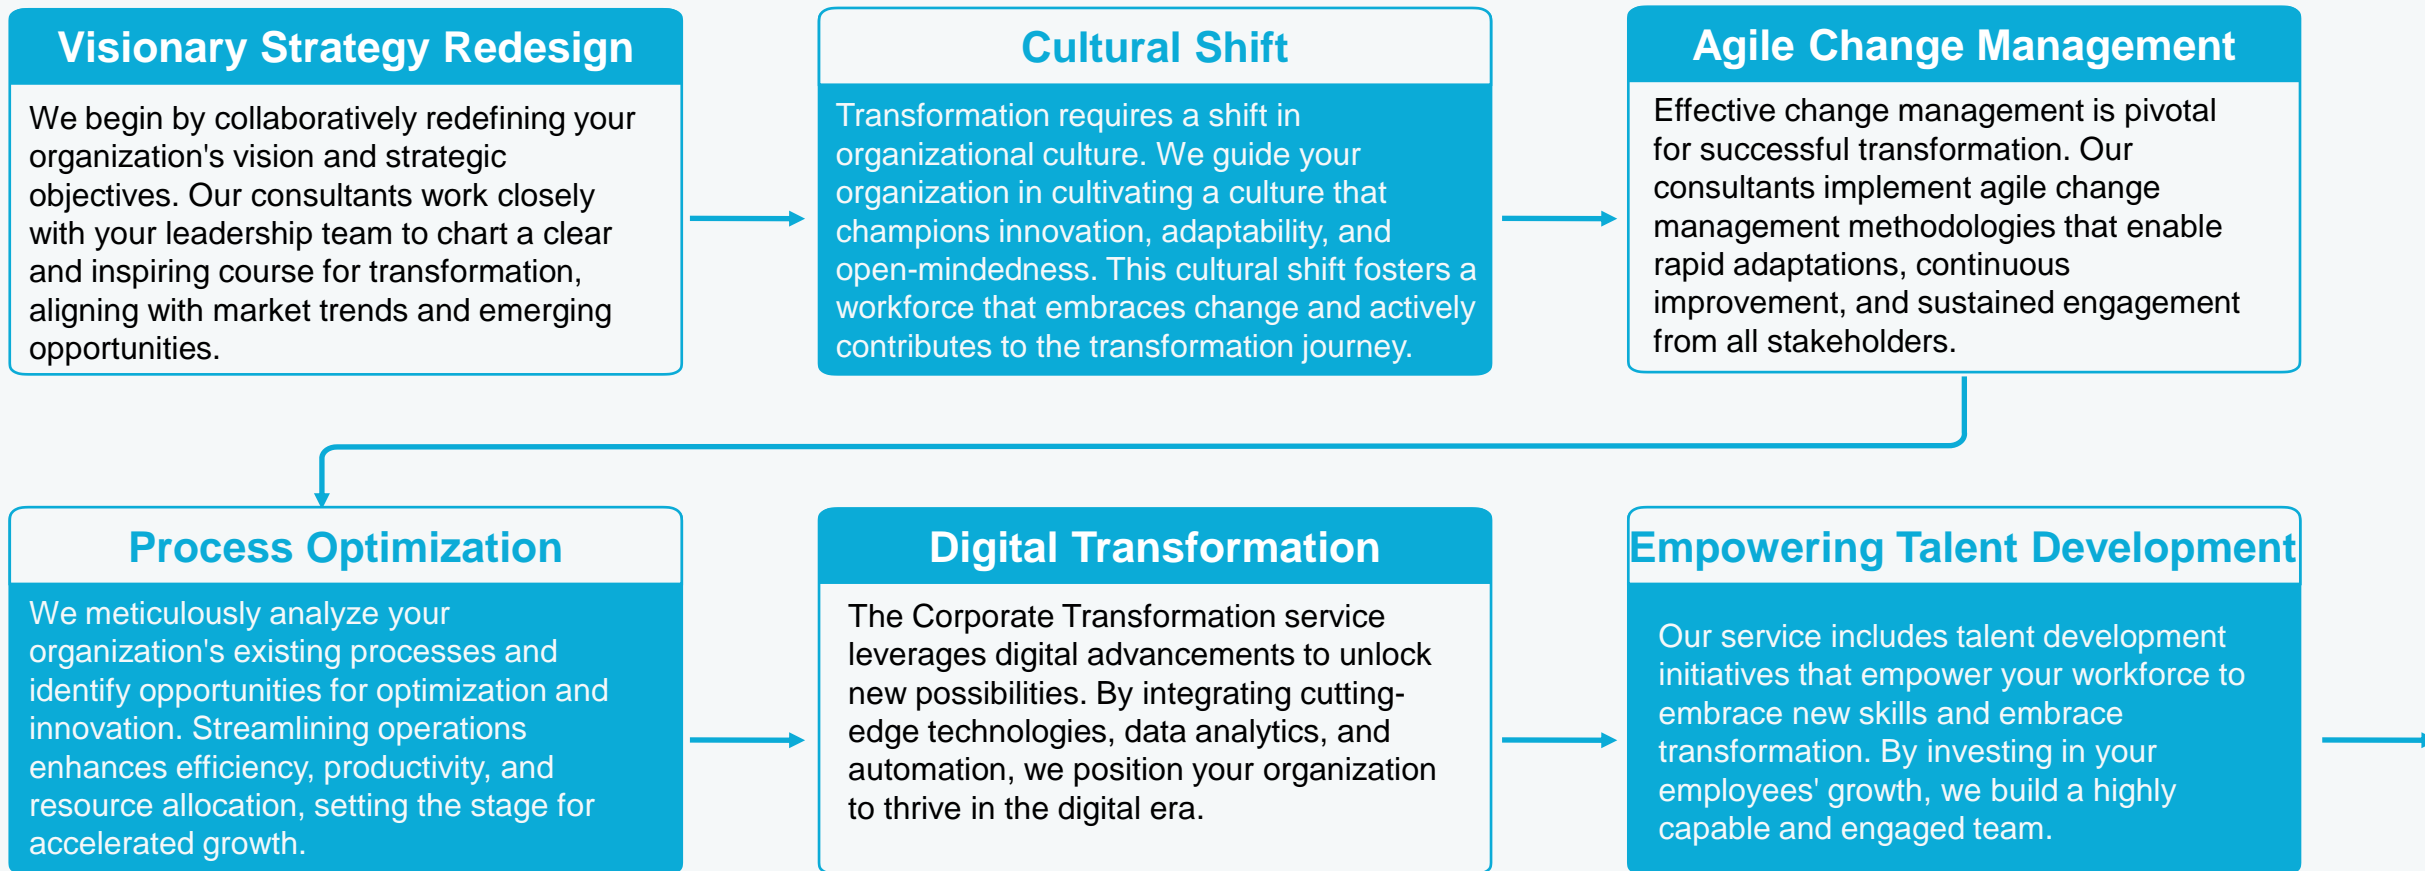 Visionary Strategy Redesign
We begin by collaboratively redefining your
organization's vision and strategic
objectives. Our consultants work closely
with your leadership team to chart a clear
and inspiring course for transformation,
aligning with market trends and emerging
opportunities.
Cultural Shift
Transformation requires a shift in
organizational culture. We guide your
organization in cultivating a culture that
champions innovation, adaptability, and
open-mindedness. This cultural shift fosters a
workforce that embraces change and actively
contributes to the transformation journey.
Agile Change Management
Effective change management is pivotal
for successful transformation. Our
consultants implement agile change
management methodologies that enable
rapid adaptations, continuous
improvement, and sustained engagement
from all stakeholders.
Process Optimization
We meticulously analyze your
organization's existing processes and
identify opportunities for optimization and
innovation. Streamlining operations
enhances efficiency, productivity, and
resource allocation, setting the stage for
accelerated growth.
Digital Transformation
The Corporate Transformation service
leverages digital advancements to unlock
new possibilities. By integrating cutting-
edge technologies, data analytics, and
automation, we position your organization
to thrive in the digital era.
Empowering Talent Development
Our service includes talent development
initiatives that empower your workforce to
embrace new skills and embrace
transformation. By investing in your
employees' growth, we build a highly
capable and engaged team.